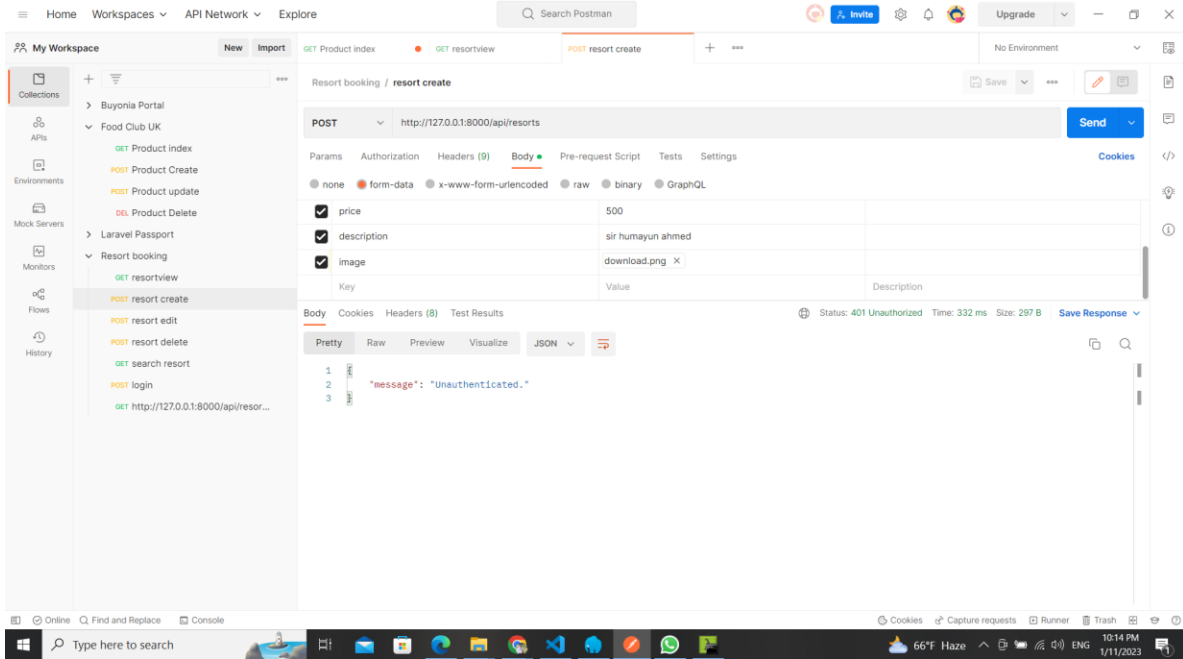 Home Workspaces API Network Explore Search Postman Invite Upgrade
My Workspace New Import GET Product index GET resortview POST resort create No Environment
Collections
APIs
Environments
Mock Servers
Monitors
Flows
History
Buyonia Portal
Food Club UK
GET Product index
POST Product Create
POST Product update
DEL Product Delete
Laravel Passport
Resort booking
GET resortview
POST resort create
POST resort edit
POST resort delete
GET search resort
POST login
GET http://127.0.0.1:8000/api/resor...
Resort booking / resort create Save
POST http://127.0.0.1:8000/api/resorts Send
Params Authorization Headers (9) Body Pre-request Script Tests Settings Cookies
none form-data x-www-form-urlencoded raw binary GraphQL
price 500
description sir humayun ahmed
image download.png
Key Value Description
Body Cookies Headers (8) Test Results Status: 401 Unauthorized Time: 332 ms Size: 297 B Save Response
Pretty Raw Preview Visualize JSON
1 {
2 "message": "Unauthenticated."
3 }
Online Find and Replace Console Cookies Capture requests Runner Trash
Type here to search 66°F Haze ENG 10:14 PM
1/11/2023